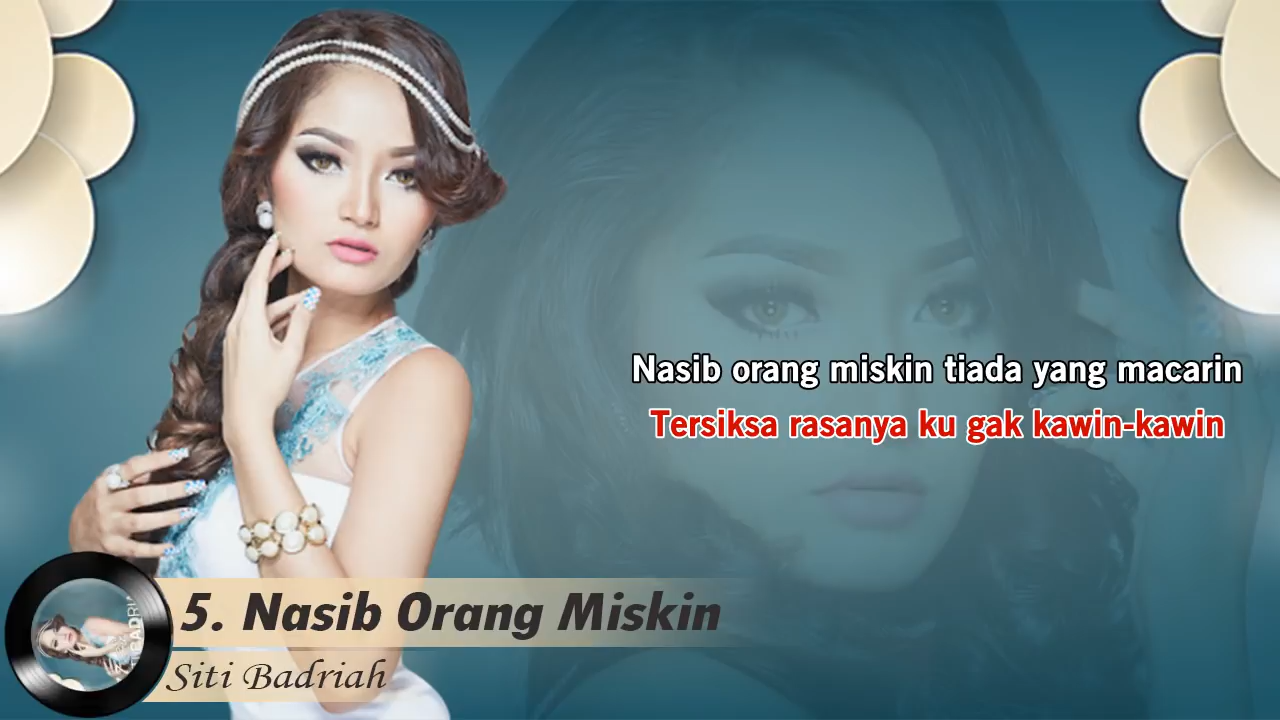 Nasib orang miskin tiada yang macarin
Tersiksa rasanya ku gak kawin-kawin
5. Nasib Orang Miskin
Siti Badriah